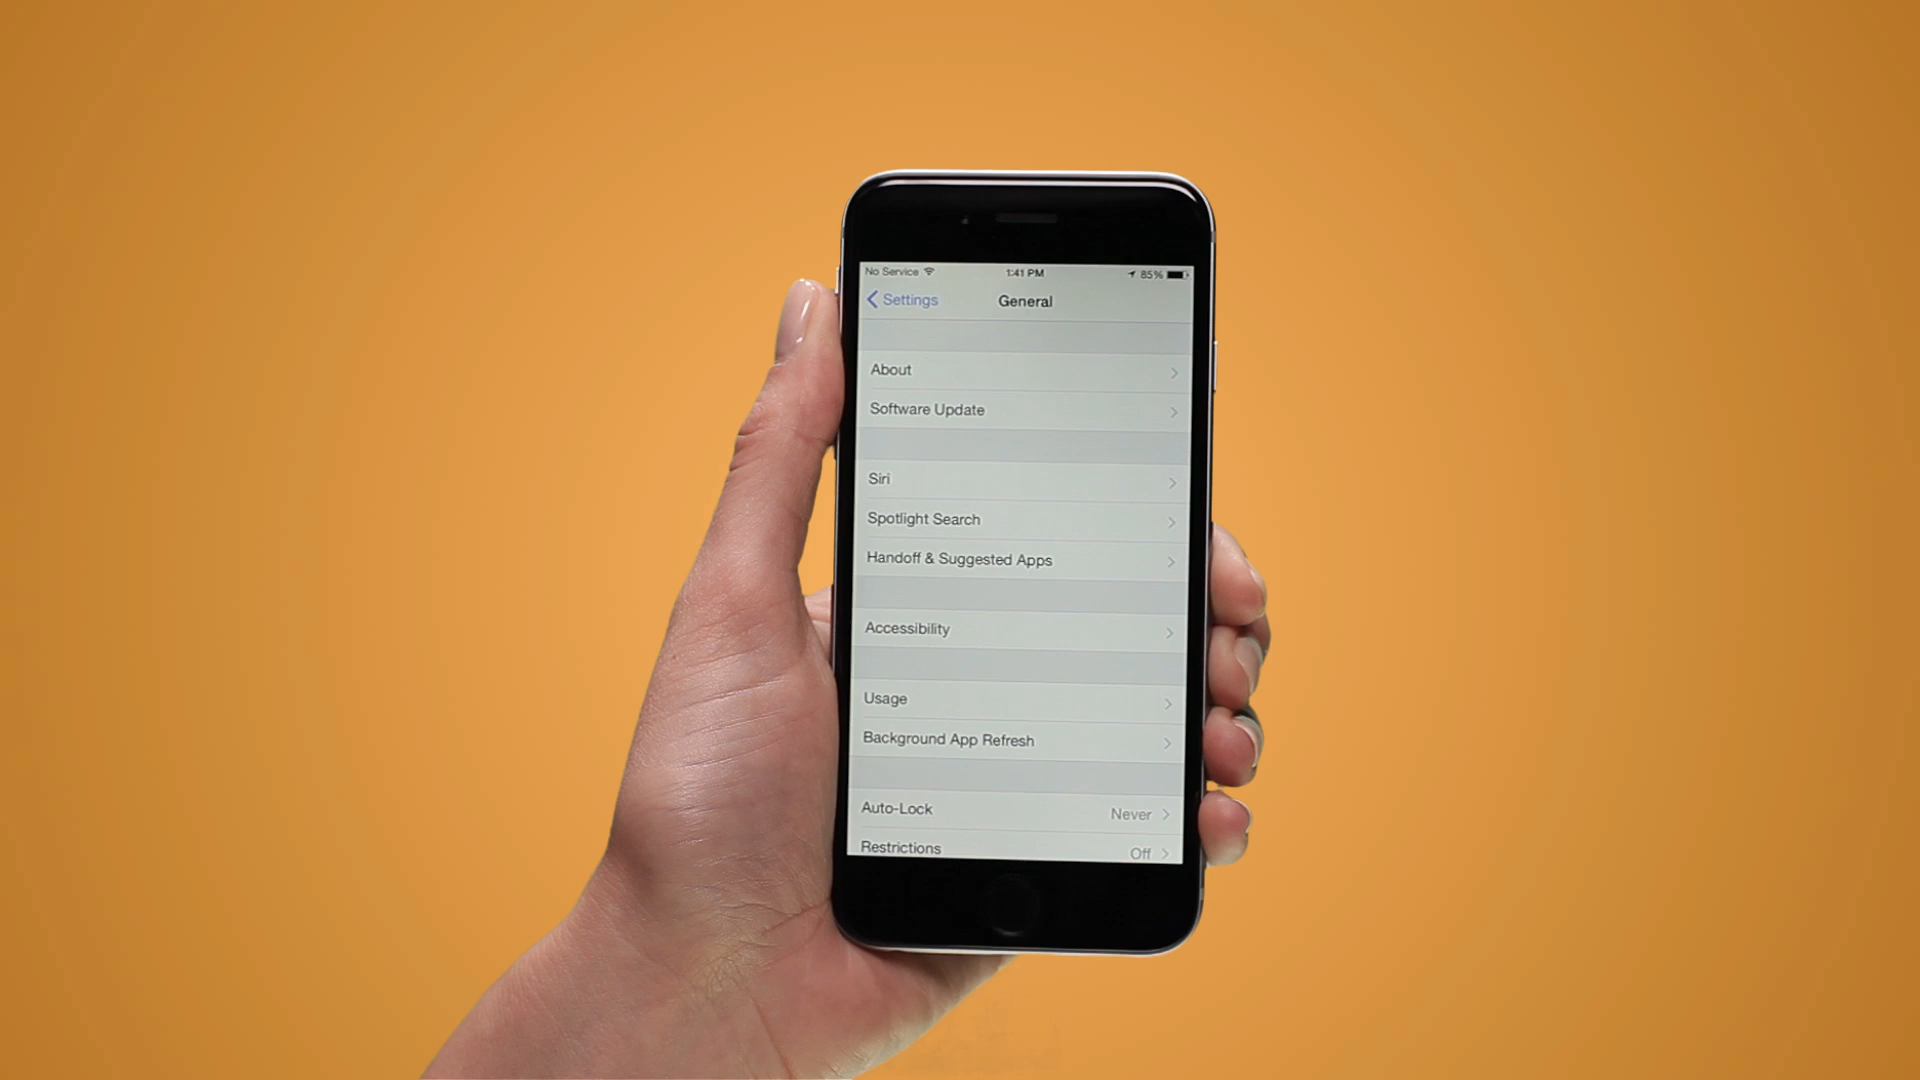 No Service 1:41 PM 85%
Settings General
About
Software Update
Siri
Spotlight Search
Handoff & Suggested Apps
Accessibility
Usage
Background App Refresh
Auto-Lock Never
Restrictions Off